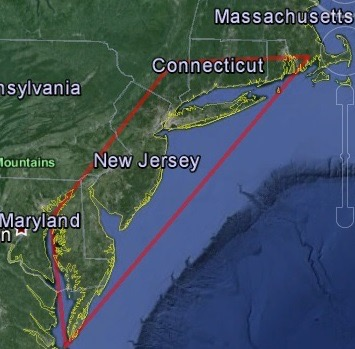 Massachusetts
Connecticut
nsylvania
New Jersey
Mountains
Maryland
n